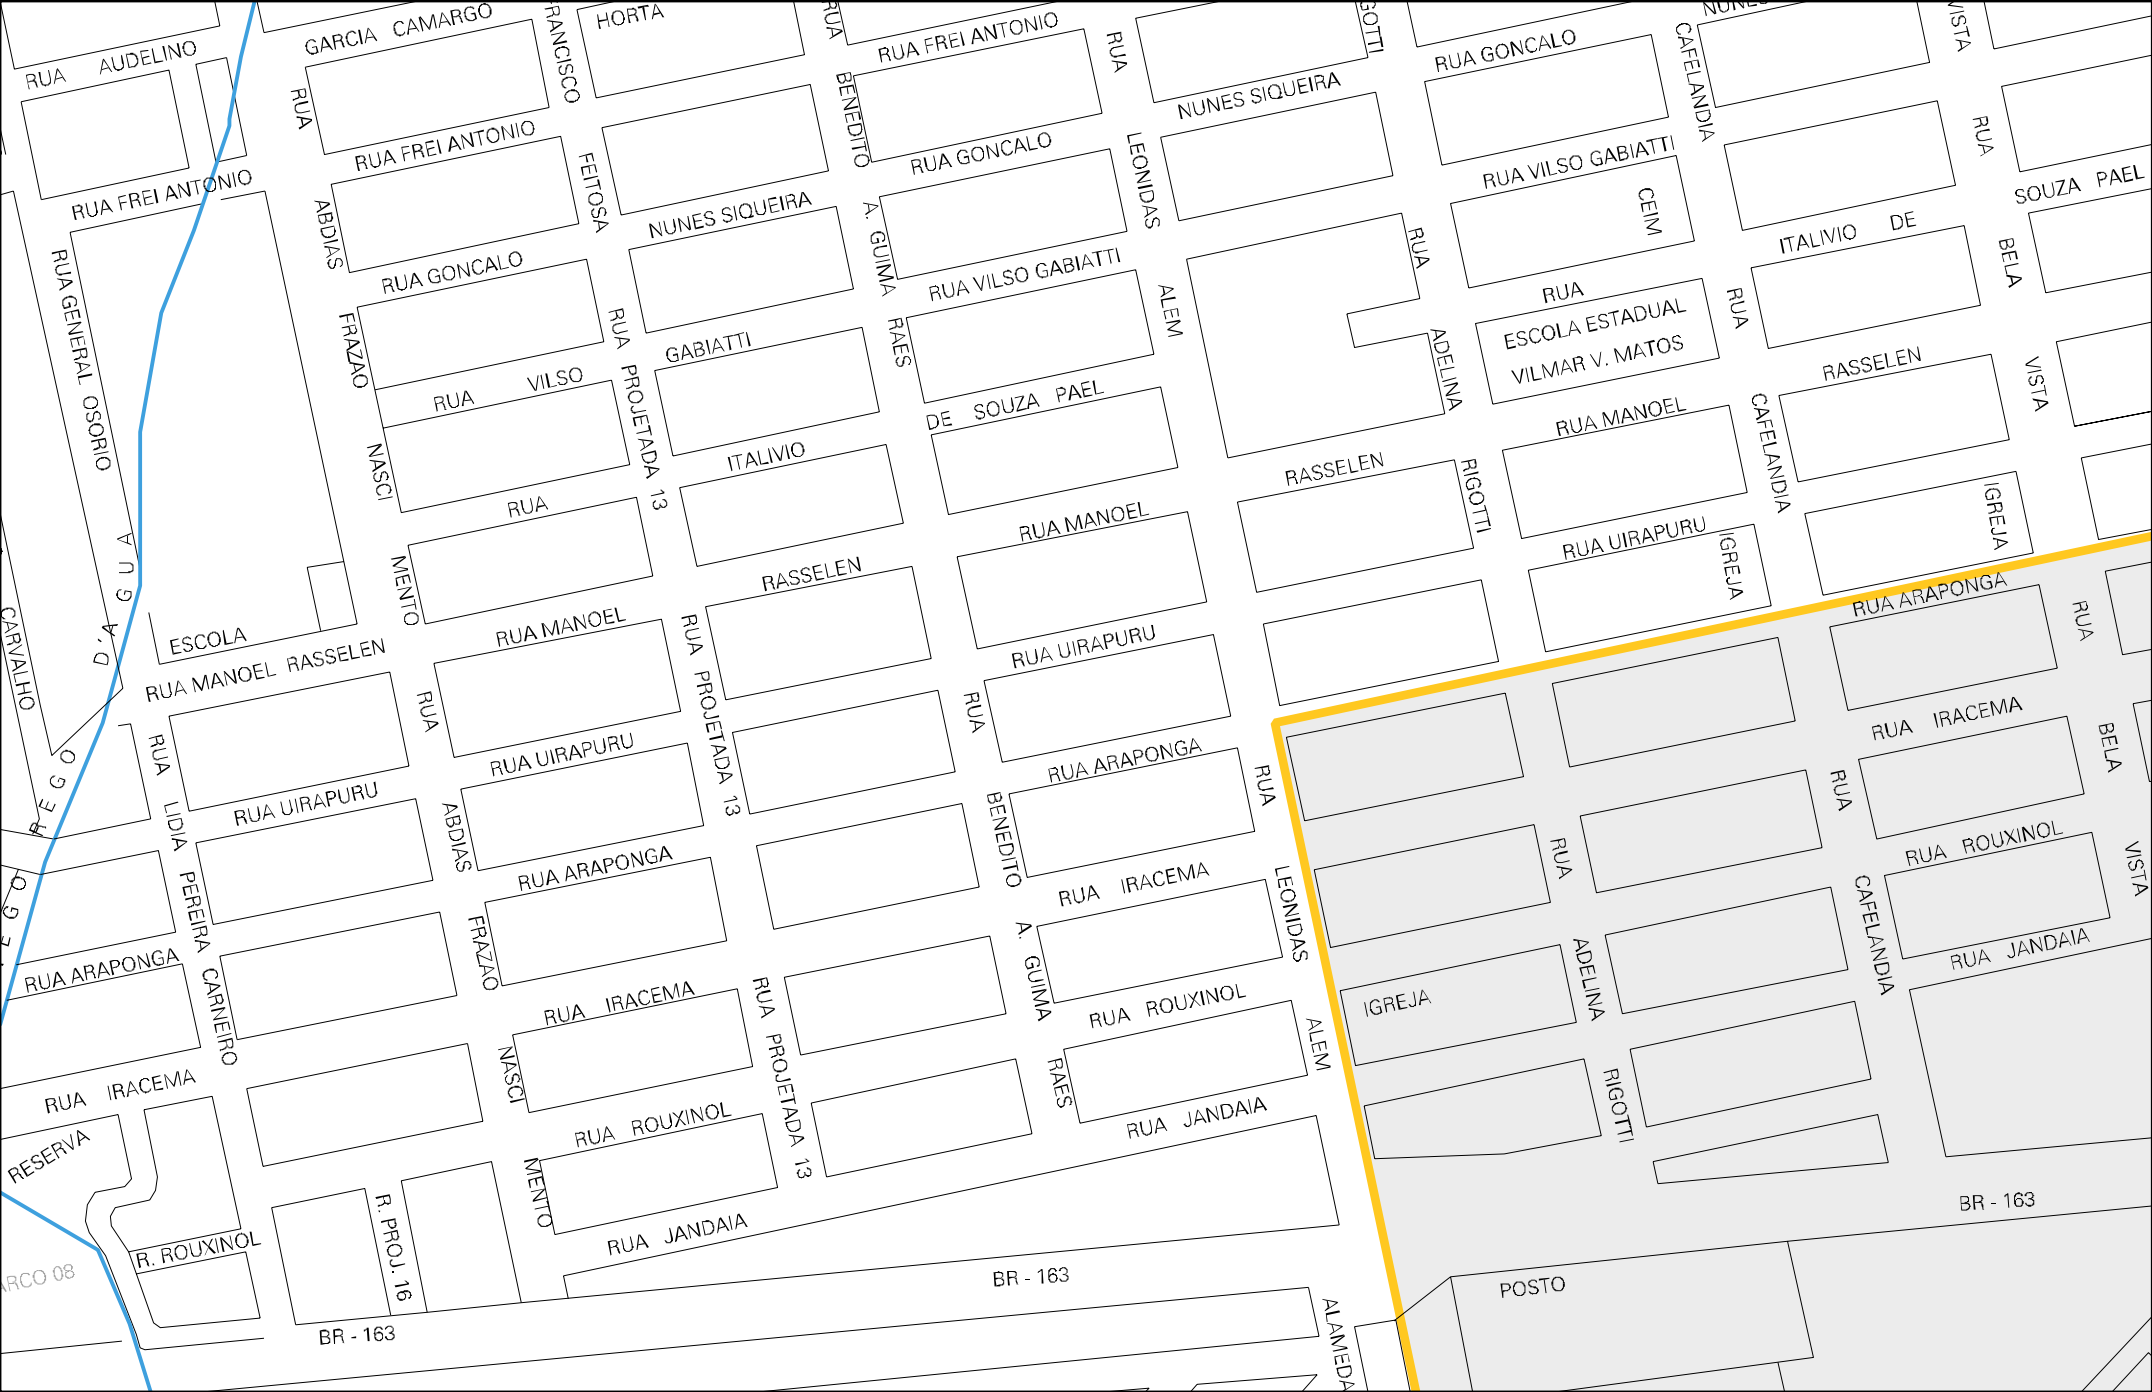 GARCIA CAMARGO
FRANCISCO
HORTA
RUA
RUA FREI ANTONIO
RUA
RUA GONCALO
CAFELANDIA
VISTA
RUA AUDELINO
RUA
BENEDITO
NUNES SIQUEIRA
RUA FREI ANTONIO
RUA GONCALO
LEONIDAS
RUA VILSO GABIATTI
RUA
SOUZA PAEL
RUA FREI ANTONIO
ABDIAS
FEITOSA
NUNES SIQUEIRA
A. GUIMA
CEIM
ITALIVIO DE
BELA
RUA GENERAL OSORIO
RUA GONCALO
RUA VILSO GABIATTI
RUA
RUA
ESCOLA ESTADUAL
VILMAR V. MATOS
RUA
FRAZAO
RUA PROJETADA 13
GABIATTI
RAES
ALEM
ADELINA
RASSELEN
VISTA
RUA VILSO
DE SOUZA PAEL
RUA MANOEL
CAFELANDIA
NASCI
ITALIVIO
RASSELEN
RIGOTTI
IGREJA
RUA
RUA MANOEL
RUA UIRAPURU
IGREJA
D'AGUA
MENTO
RASSELEN
CARVALHO
ESCOLA
RUA MANOEL
RUA PROJETADA 13
RUA UIRAPURU
RUA ARAPONGA
RUA
RUA MANOEL RASSELEN
RUA
RUA
RUA IRACEMA
BELA
REGO
RUA LIDIA PEREIRA CARNEIRO
RUA UIRAPURU
RUA ARAPONGA
RUA
RUA
RUA UIRAPURU
ABDIAS
BENEDITO
RUA
RUA ROUXINOL
VISTA
RUA ARAPONGA
RUA IRACEMA
LEONIDAS
CAFELANDIA
RUA ARAPONGA
FRAZAO
A. GUIMA
ADELINA
RUA JANDAIA
RUA IRACEMA
RUA PROJETADA 13
RUA ROUXINOL
IGREJA
RUA IRACEMA
NASCI
RAES
ALEM
RIGOTTI
RESERVA
RUA ROUXINOL
RUA JANDAIA
MENTO
R. PROJ. 16
RUA JANDAIA
BR - 163
R. ROUXINOL
BR - 163
POSTO
BR - 163
ALAMEDA